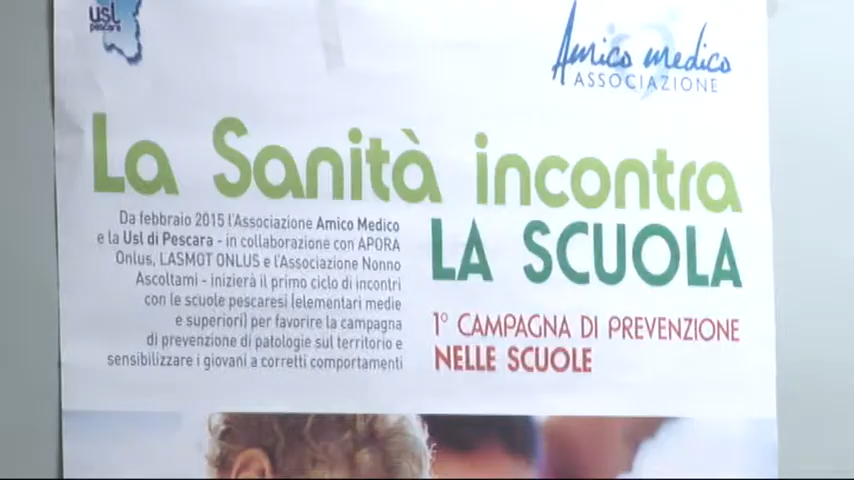 usl
pescara
Amico medico
ASSOCIAZIONE
La Sanità incontra
LA SCUOLA
Da febbraio 2015 l'Associazione Amico Medico
e la Usl di Pescara - in collaborazione con APORA
Onlus, L'ASMOT ONLUS e l'Associazione Nonno
Ascoltami - inizierà il primo ciclo di incontri
con le scuole pescaresi (elementari medie
e superiori) per favorire la campagna
di prevenzione di patologie sul territorio e
sensibilizzare i giovani a corretti comportamenti
1° CAMPAGNA DI PREVENZIONE
NELLE SCUOLE